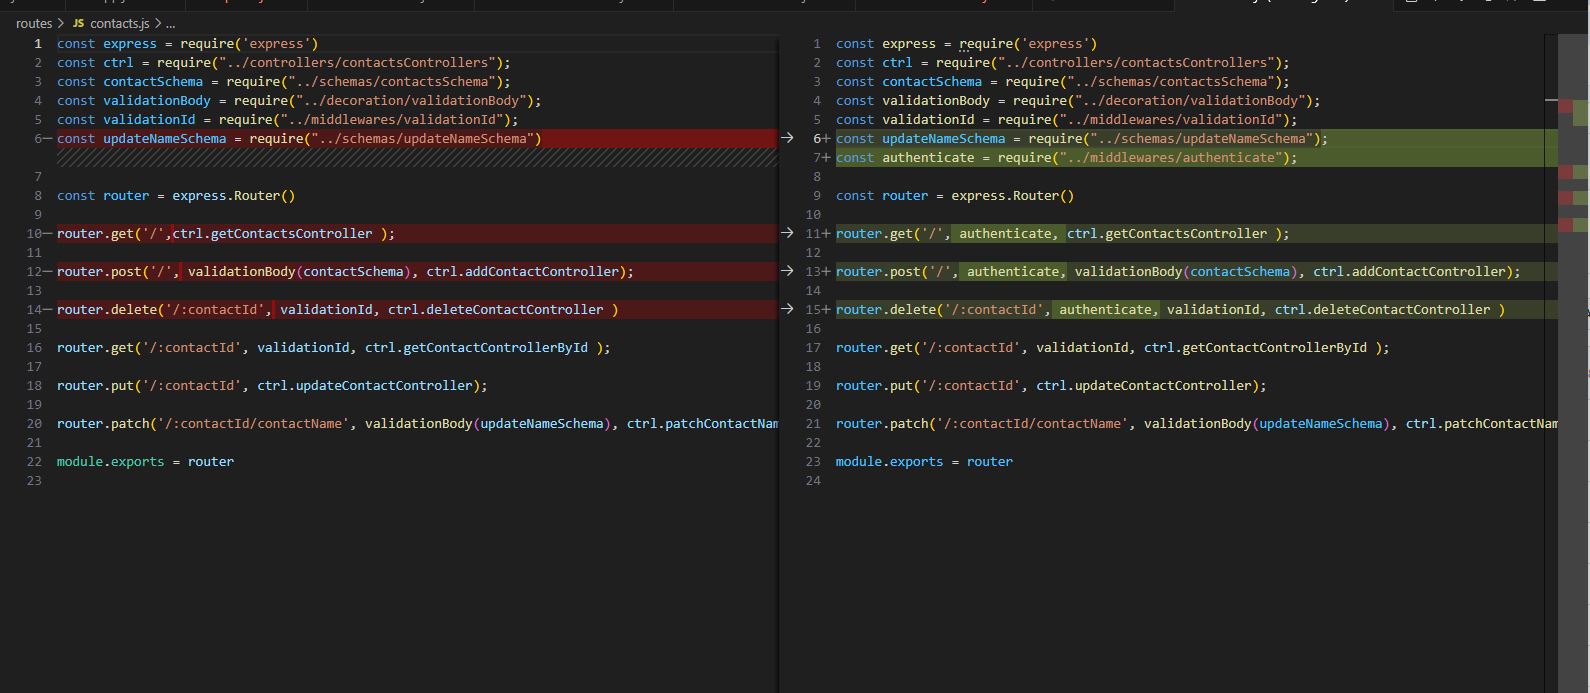 routes > JS contacts.js > ...
1 const express = require('express')
2 const ctrl = require("../controllers/contactsControllers");
3 const contactSchema = require("../schemas/contactsSchema");
4 const validationBody = require("../decoration/validationBody");
5 const validationId = require("../middlewares/validationId");
6− const updateNameSchema = require("../schemas/updateNameSchema")
7
8 const router = express.Router()
9
10− router.get('/',ctrl.getContactsController );
11
12− router.post('/', validationBody(contactSchema), ctrl.addContactController);
13
14− router.delete('/:contactId', validationId, ctrl.deleteContactController )
15
16 router.get('/:contactId', validationId, ctrl.getContactControllerById );
17
18 router.put('/:contactId', ctrl.updateContactController);
19
20 router.patch('/:contactId/contactName', validationBody(updateNameSchema), ctrl.patchContactNam
21
22 module.exports = router
23
1 const express = require('express')
2 const ctrl = require("../controllers/contactsControllers");
3 const contactSchema = require("../schemas/contactsSchema");
4 const validationBody = require("../decoration/validationBody");
5 const validationId = require("../middlewares/validationId");
6+ const updateNameSchema = require("../schemas/updateNameSchema");
7+ const authenticate = require("../middlewares/authenticate");
8
9 const router = express.Router()
10
11+ router.get('/', authenticate, ctrl.getContactsController );
12
13+ router.post('/', authenticate, validationBody(contactSchema), ctrl.addContactController);
14
15+ router.delete('/:contactId', authenticate, validationId, ctrl.deleteContactController )
16
17 router.get('/:contactId', validationId, ctrl.getContactControllerById );
18
19 router.put('/:contactId', ctrl.updateContactController);
20
21 router.patch('/:contactId/contactName', validationBody(updateNameSchema), ctrl.patchContactNam
22
23 module.exports = router
24